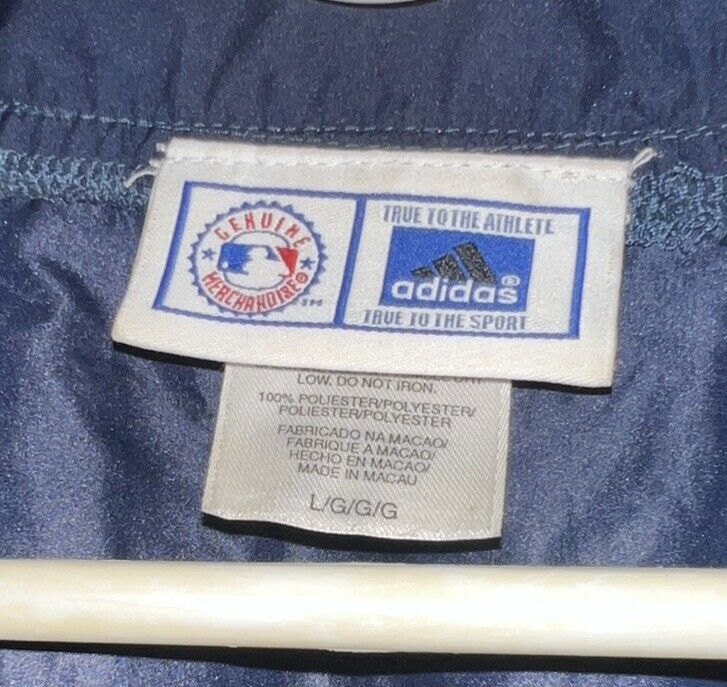 GENUINE
MERCHANDISE®
SM
TRUE TO THE ATHLETE
adidas®
TRUE TO THE SPORT
LOW. DO NOT IRON.
100% POLIESTER/POLYESTER/
POLIESTER/POLYESTER
FABRICADO NA MACAO/
FABRIQUE A MACAO/
HECHO EN MACAO/
MADE IN MACAU
L/G/G/G